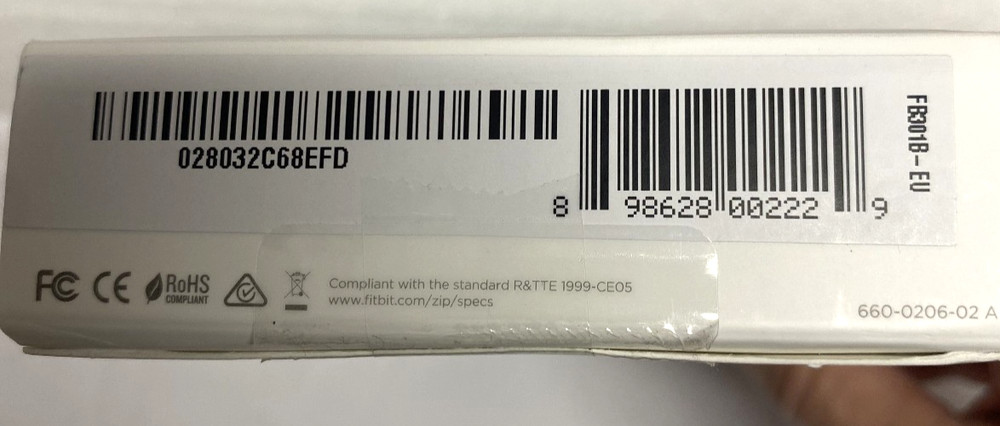 028032C68EFD
8 98628 00222 9
FB301B-EU
FC CE RoHS
COMPLIANT
Compliant with the standard R&TTE 1999-CE05
www.fitbit.com/zip/specs
660-0206-02 A